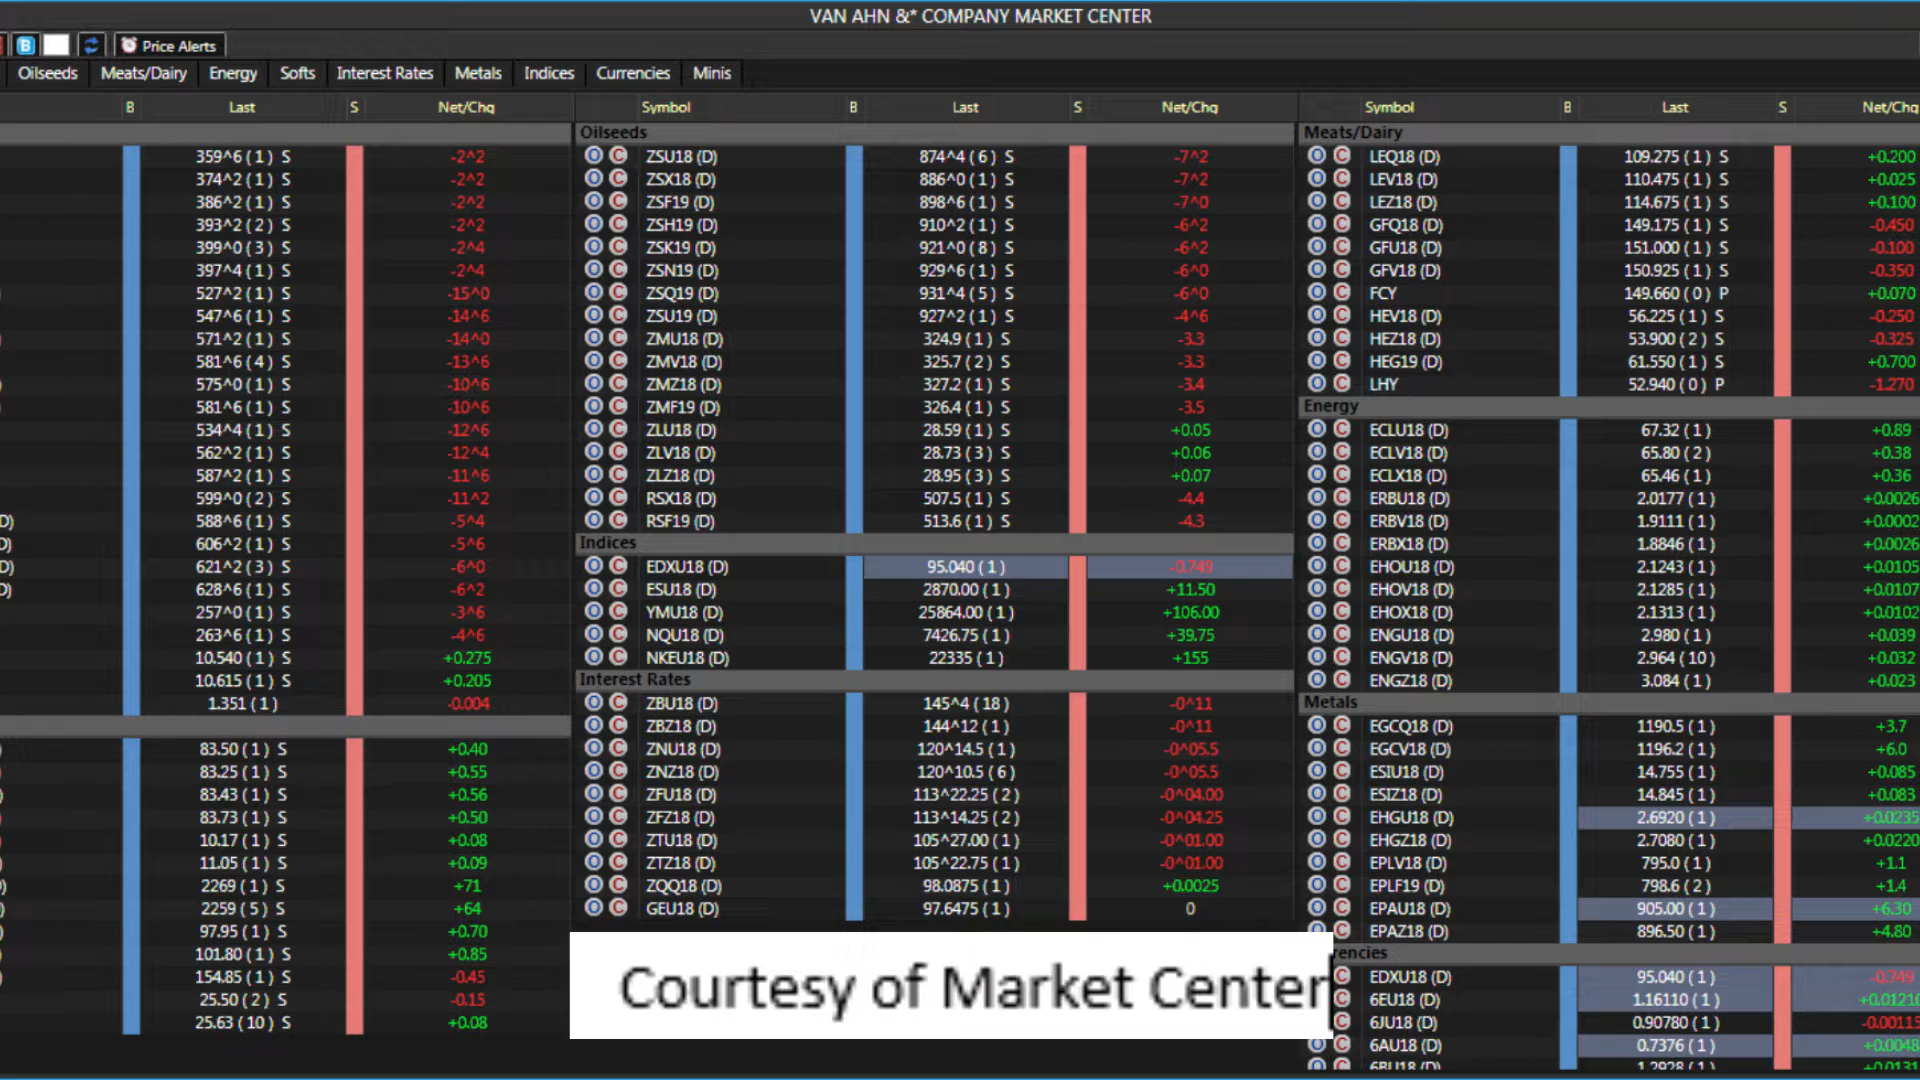 VAN AHN &* COMPANY MARKET CENTER
B Price Alerts
Oilseeds Meats/Dairy Energy Softs Interest Rates Metals Indices Currencies Minis
B Last S Net/Chg
359^6 ( 1 ) S -2^2
374^2 ( 1 ) S -2^2
386^2 ( 1 ) S -2^2
393^2 ( 2 ) S -2^2
399^0 ( 3 ) S -2^4
397^4 ( 1 ) S -2^4
527^2 ( 1 ) S -15^0
547^6 ( 1 ) S -14^6
571^2 ( 1 ) S -14^0
581^6 ( 4 ) S -13^6
575^0 ( 1 ) S -10^6
581^6 ( 1 ) S -10^6
534^4 ( 1 ) S -12^6
562^2 ( 1 ) S -12^4
587^2 ( 1 ) S -11^6
599^0 ( 2 ) S -11^2
D) 588^6 ( 1 ) S -5^4
D) 606^2 ( 1 ) S -5^6
D) 621^2 ( 3 ) S -6^0
D) 628^6 ( 1 ) S -6^2
257^0 ( 1 ) S -3^6
263^6 ( 1 ) S -4^6
10.540 ( 1 ) S +0.275
10.615 ( 1 ) S +0.205
1.351 ( 1 ) -0.004
83.50 ( 1 ) S +0.40
83.25 ( 1 ) S +0.55
83.43 ( 1 ) S +0.56
83.73 ( 1 ) S +0.50
10.17 ( 1 ) S +0.08
11.05 ( 1 ) S +0.09
2269 ( 1 ) S +71
2259 ( 5 ) S +64
97.95 ( 1 ) S +0.70
101.80 ( 1 ) S +0.85
154.85 ( 1 ) S -0.45
25.50 ( 2 ) S -0.15
25.63 ( 10 ) S +0.08
Symbol B Last S Net/Chg
Oilseeds
O C ZSU18 (D) 874^4 ( 6 ) S -7^2
O C ZSX18 (D) 886^0 ( 1 ) S -7^2
O C ZSF19 (D) 898^6 ( 1 ) S -7^0
O C ZSH19 (D) 910^2 ( 1 ) S -6^2
O C ZSK19 (D) 921^0 ( 8 ) S -6^2
O C ZSN19 (D) 929^6 ( 1 ) S -6^0
O C ZSQ19 (D) 931^4 ( 5 ) S -6^0
O C ZSU19 (D) 927^2 ( 1 ) S -4^6
O C ZMU18 (D) 324.9 ( 1 ) S -3.3
O C ZMV18 (D) 325.7 ( 2 ) S -3.3
O C ZMZ18 (D) 327.2 ( 1 ) S -3.4
O C ZMF19 (D) 326.4 ( 1 ) S -3.5
O C ZLU18 (D) 28.59 ( 1 ) S +0.05
O C ZLV18 (D) 28.73 ( 3 ) S +0.06
O C ZLZ18 (D) 28.95 ( 3 ) S +0.07
O C RSX18 (D) 507.5 ( 1 ) S -4.4
O C RSF19 (D) 513.6 ( 1 ) S -4.3
Indices
O C EDXU18 (D) 95.040 ( 1 ) -0.749
O C ESU18 (D) 2870.00 ( 1 ) +11.50
O C YMU18 (D) 25864.00 ( 1 ) +106.00
O C NQU18 (D) 7426.75 ( 1 ) +39.75
O C NKEU18 (D) 22335 ( 1 ) +155
Interest Rates
O C ZBU18 (D) 145^4 ( 18 ) -0^11
O C ZBZ18 (D) 144^12 ( 1 ) -0^11
O C ZNU18 (D) 120^14.5 ( 1 ) -0^05.5
O C ZNZ18 (D) 120^10.5 ( 6 ) -0^05.5
O C ZFU18 (D) 113^22.25 ( 2 ) -0^04.00
O C ZFZ18 (D) 113^14.25 ( 2 ) -0^04.25
O C ZTU18 (D) 105^27.00 ( 1 ) -0^01.00
O C ZTZ18 (D) 105^22.75 ( 1 ) -0^01.00
O C ZQQ18 (D) 98.0875 ( 1 ) +0.0025
O C GEU18 (D) 97.6475 ( 1 ) 0
Courtesy of Market Center
Symbol B Last S Net/Chg
Meats/Dairy
O C LEQ18 (D) 109.275 ( 1 ) S +0.200
O C LEV18 (D) 110.475 ( 1 ) S +0.025
O C LEZ18 (D) 114.675 ( 1 ) S +0.100
O C GFQ18 (D) 149.175 ( 1 ) S -0.450
O C GFU18 (D) 151.000 ( 1 ) S -0.100
O C GFV18 (D) 150.925 ( 1 ) S -0.350
O C FCY 149.660 ( 0 ) P +0.070
O C HEV18 (D) 56.225 ( 1 ) S -0.250
O C HEZ18 (D) 53.900 ( 2 ) S -0.325
O C HEG19 (D) 61.550 ( 1 ) S +0.700
O C LHY 52.940 ( 0 ) P -1.270
Energy
O C ECLU18 (D) 67.32 ( 1 ) +0.89
O C ECLV18 (D) 65.80 ( 2 ) +0.38
O C ECLX18 (D) 65.46 ( 1 ) +0.36
O C ERBU18 (D) 2.0177 ( 1 ) +0.0026
O C ERBV18 (D) 1.9111 ( 1 ) +0.0002
O C ERBX18 (D) 1.8846 ( 1 ) +0.0026
O C EHOU18 (D) 2.1243 ( 1 ) +0.0105
O C EHOV18 (D) 2.1285 ( 1 ) +0.0107
O C EHOX18 (D) 2.1313 ( 1 ) +0.0102
O C ENGU18 (D) 2.980 ( 1 ) +0.039
O C ENGV18 (D) 2.964 ( 10 ) +0.032
O C ENGZ18 (D) 3.084 ( 1 ) +0.023
Metals
O C EGCQ18 (D) 1190.5 ( 1 ) +3.7
O C EGCV18 (D) 1196.2 ( 1 ) +6.0
O C ESIU18 (D) 14.755 ( 1 ) +0.085
O C ESIZ18 (D) 14.845 ( 1 ) +0.083
O C EHGU18 (D) 2.6920 ( 1 ) +0.0235
O C EHGZ18 (D) 2.7080 ( 1 ) +0.0220
O C EPLV18 (D) 795.0 ( 1 ) +1.1
O C EPLF19 (D) 798.6 ( 2 ) +1.4
O C EPAU18 (D) 905.00 ( 1 ) +6.30
O C EPAZ18 (D) 896.50 ( 1 ) +4.80
rencies
C EDXU18 (D) 95.040 ( 1 ) -0.749
C 6EU18 (D) 1.16110 ( 1 ) +0.01210
C 6JU18 (D) 0.90780 ( 1 ) -0.00115
O C 6AU18 (D) 0.7376 ( 1 ) +0.0048
O C 6BU18 (D) 1.2928 ( 1 ) +0.0131